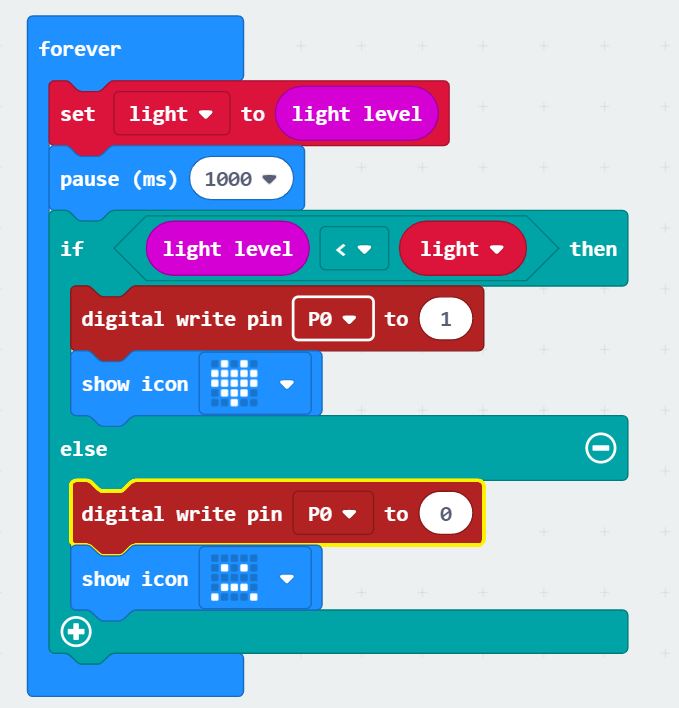 forever
set light to light level
pause (ms) 1000
if light level < light then
digital write pin P0 to 1
show icon
else
digital write pin P0 to 0
show icon